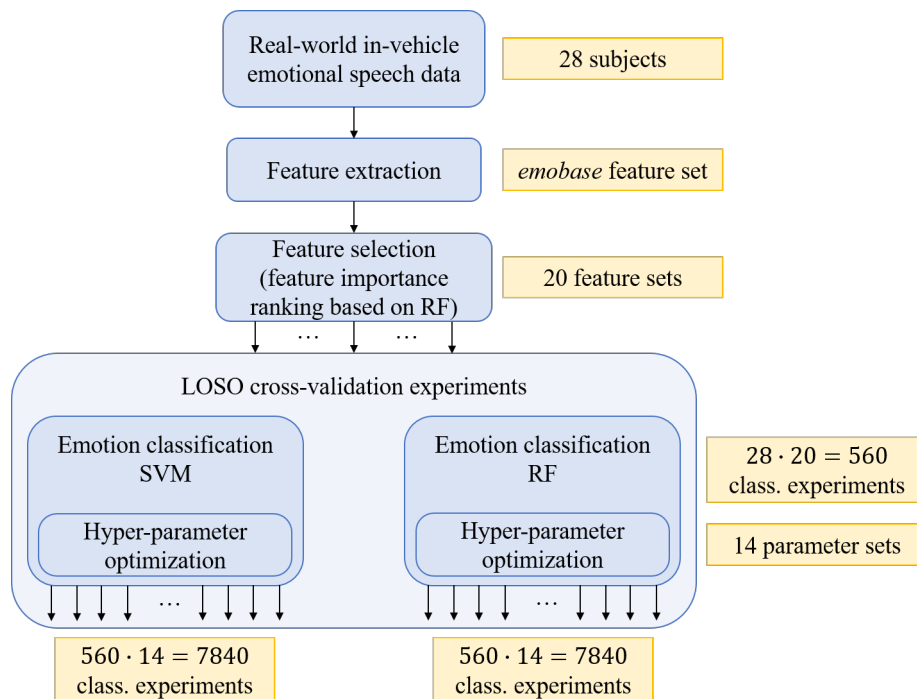 Real-world in-vehicle
emotional speech data
28 subjects
Feature extraction
emobase feature set
Feature selection
(feature importance
ranking based on RF)
20 feature sets
... ...
LOSO cross-validation experiments
Emotion classification
SVM
Hyper-parameter
optimization
Emotion classification
RF
Hyper-parameter
optimization
28 · 20 = 560
class. experiments
14 parameter sets
...
...
560 · 14 = 7840
class. experiments
560 · 14 = 7840
class. experiments